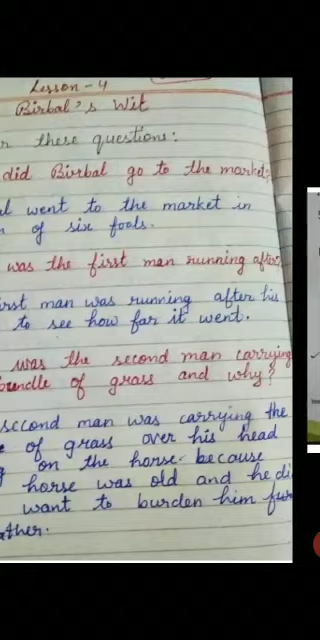 Lesson - 4
Birbal's Wit
these questions:
did Birbal go to the market?
went to the market in
of six fools.
was the first man running after?
man was running after his
to see how far it went.
was the second man carrying
bundle of grass and why?
second man was carrying the
of grass over his head
on the horse because
horse was old and he
want to burden him